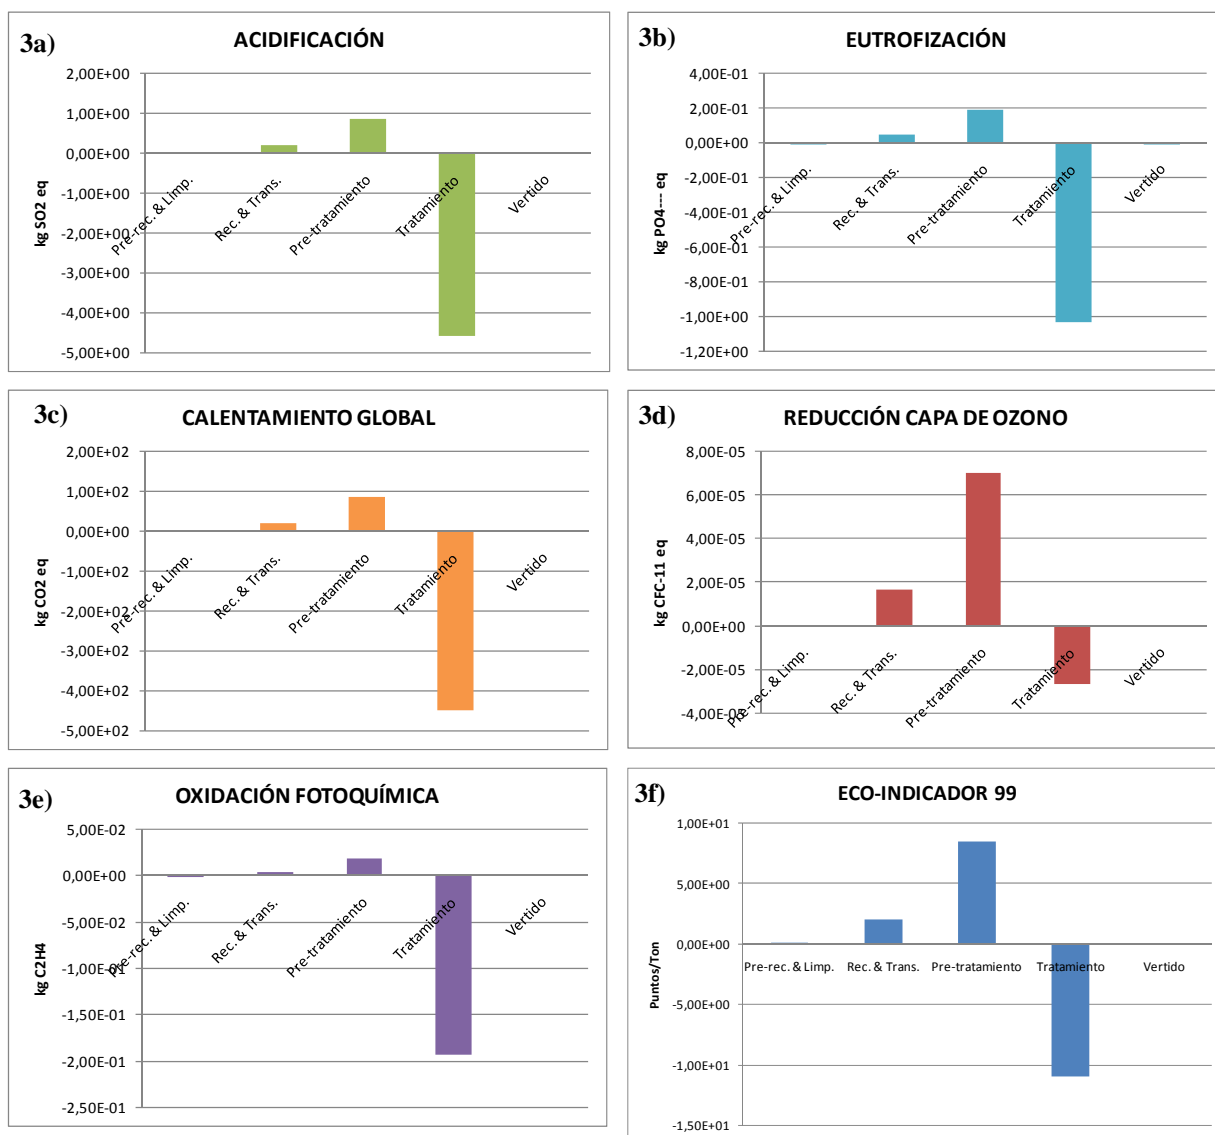 3a)
ACIDIFICACIÓN
2,00E+00
1,00E+00
0,00E+00
-1,00E+00
-2,00E+00
-3,00E+00
-4,00E+00
-5,00E+00
kg SO2 eq
Pre-rec. & Limp.
Rec. & Trans.
Pre-tratamiento
Tratamiento
Vertido
3b)
EUTROFIZACIÓN
4,00E-01
2,00E-01
0,00E+00
-2,00E-01
-4,00E-01
-6,00E-01
-8,00E-01
-1,00E+00
-1,20E+00
kg PO4--- eq
Pre-rec. & Limp.
Rec. & Trans.
Pre-tratamiento
Tratamiento
Vertido
3c)
CALENTAMIENTO GLOBAL
2,00E+02
1,00E+02
0,00E+00
-1,00E+02
-2,00E+02
-3,00E+02
-4,00E+02
-5,00E+02
kg CO2 eq
Pre-rec. & Limp.
Rec. & Trans.
Pre-tratamiento
Tratamiento
Vertido
3d)
REDUCCIÓN CAPA DE OZONO
8,00E-05
6,00E-05
4,00E-05
2,00E-05
0,00E+00
-2,00E-05
-4,00E-05
kg CFC-11 eq
Pre-rec. & Limp.
Rec. & Trans.
Pre-tratamiento
Tratamiento
Vertido
3e)
OXIDACIÓN FOTOQUÍMICA
5,00E-02
0,00E+00
-5,00E-02
-1,00E-01
-1,50E-01
-2,00E-01
-2,50E-01
kg C2H4
Pre-rec. & Limp.
Rec. & Trans.
Pre-tratamiento
Tratamiento
Vertido
3f)
ECO-INDICADOR 99
1,00E+01
5,00E+00
0,00E+00
-5,00E+00
-1,00E+01
-1,50E+01
Puntos/Ton
Pre-rec. & Limp.
Rec. & Trans.
Pre-tratamiento
Tratamiento
Vertido